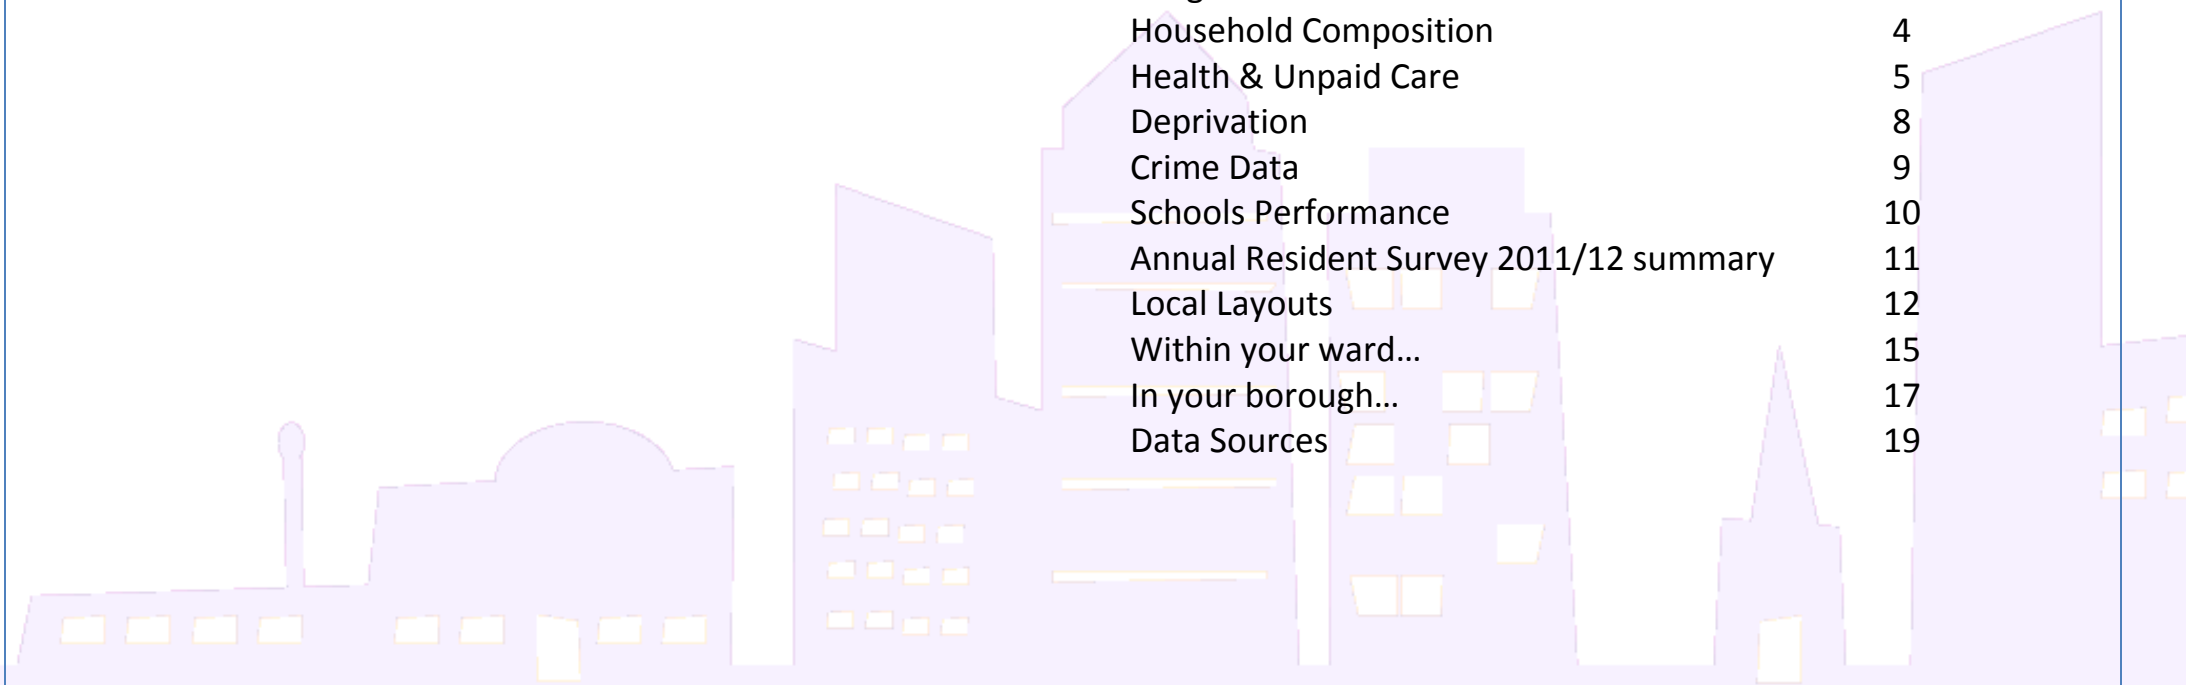 Household Composition 4
Health & Unpaid Care 5
Deprivation 8
Crime Data 9
Schools Performance 10
Annual Resident Survey 2011/12 summary 11
Local Layouts 12
Within your ward… 15
In your borough… 17
Data Sources 19